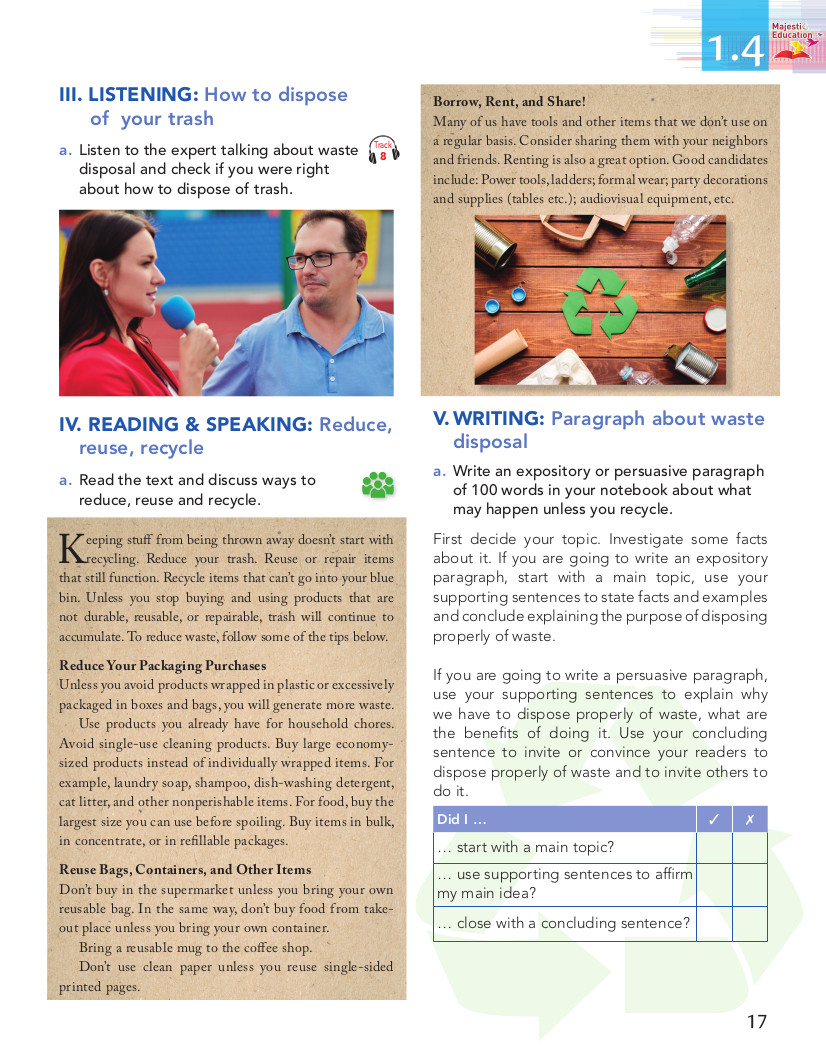 1.4
Majesti
Education
III. LISTENING: How to dispose
of your trash
a. Listen to the expert talking about waste
disposal and check if you were right
about how to dispose of trash.
Track
8
IV. READING & SPEAKING: Reduce,
reuse, recycle
a. Read the text and discuss ways to
reduce, reuse and recycle.
Keeping stuff from being thrown away doesn't start with
recycling. Reduce your trash. Reuse or repair items
that still function. Recycle items that can't go into your blue
bin. Unless you stop buying and using products that are
not durable, reusable, or repairable, trash will continue to
accumulate. To reduce waste, follow some of the tips below.
Reduce Your Packaging Purchases
Unless you avoid products wrapped in plastic or excessively
packaged in boxes and bags, you will generate more waste.
Use products you already have for household chores.
Avoid single-use cleaning products. Buy large economy-
sized products instead of individually wrapped items. For
example, laundry soap, shampoo, dish-washing detergent,
cat litter, and other nonperishable items. For food, buy the
largest size you can use before spoiling. Buy items in bulk,
in concentrate, or in refillable packages.
Reuse Bags, Containers, and Other Items
Don't buy in the supermarket unless you bring your own
reusable bag. In the same way, don't buy food from take-
out place unless you bring your own container.
Bring a reusable mug to the coffee shop.
Don't use clean paper unless you reuse single-sided
printed pages.
Borrow, Rent, and Share!
Many of us have tools and other items that we don't use on
a regular basis. Consider sharing them with your neighbors
and friends. Renting is also a great option. Good candidates
include: Power tools, ladders; formal wear; party decorations
and supplies (tables etc.); audiovisual equipment, etc.
V. WRITING: Paragraph about waste
disposal
a. Write an expository or persuasive paragraph
of 100 words in your notebook about what
may happen unless you recycle.
First decide your topic. Investigate some facts
about it. If you are going to write an expository
paragraph, start with a main topic, use your
supporting sentences to state facts and examples
and conclude explaining the purpose of disposing
properly of waste.
If you are going to write a persuasive paragraph,
use your supporting sentences to explain why
we have to dispose properly of waste, what are
the benefits of doing it. Use your concluding
sentence to invite or convince your readers to
dispose properly of waste and to invite others to
do it.
Did I ... ✓ ✗
... start with a main topic?
... use supporting sentences to affirm
my main idea?
... close with a concluding sentence?
17